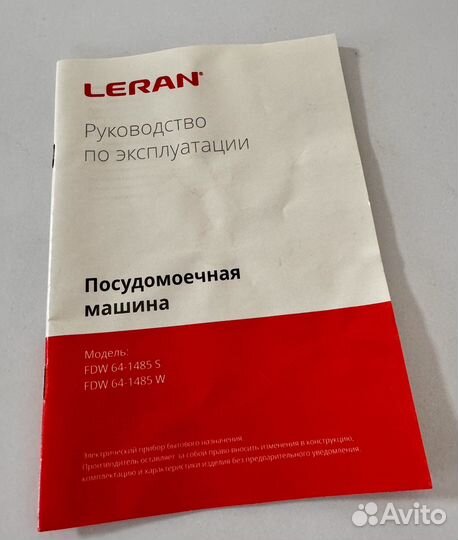 LERAN
Руководство
по эксплуатации
Посудомоечная
машина
Модель:
FDW 64-1485 S
FDW 64-1485 W
Электрический прибор бытового назначения.
Производитель оставляет за собой право вносить изменения в конструкцию,
комплектацию и характеристики изделия без предварительного уведомления.
Avito